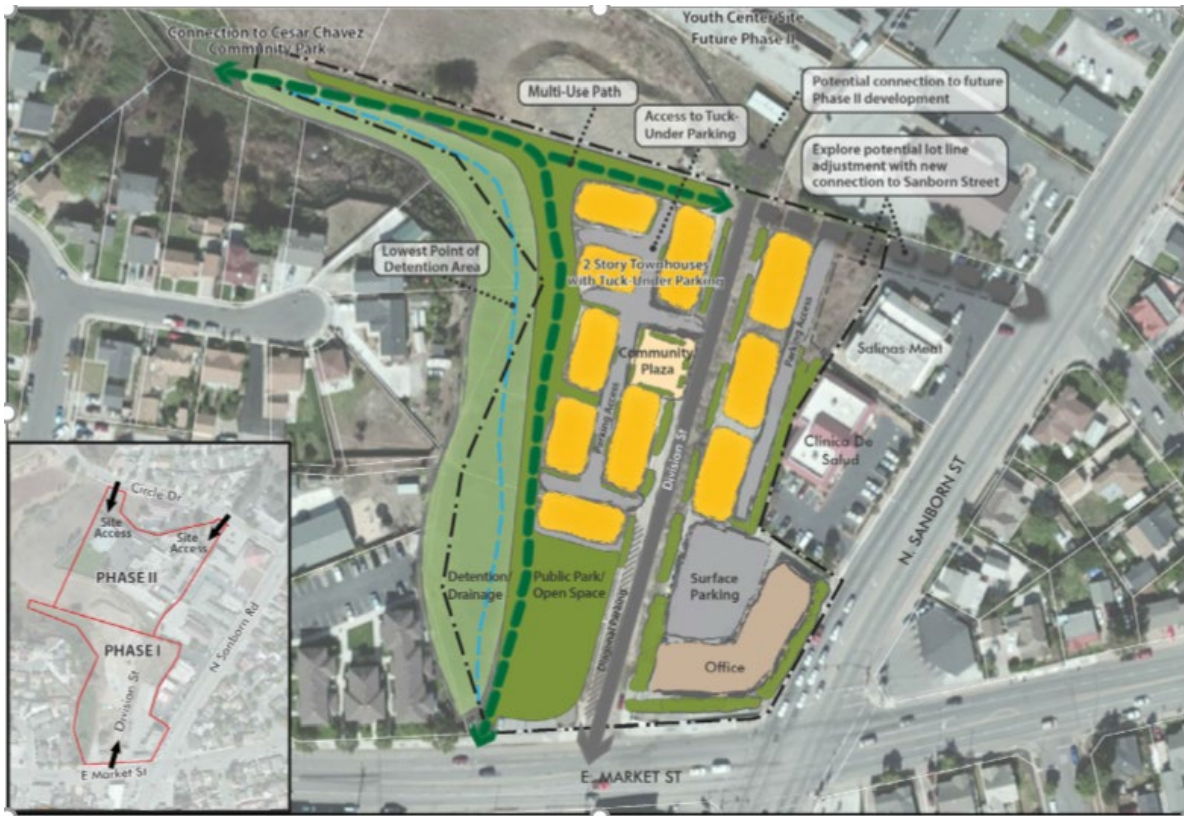 Youth Center Site
Future Phase II
Connection to Cesar Chavez
Community Park
Potential connection to future
Phase II development
Multi-Use Path
Access to Tuck-
Under Parking
Explore potential lot line
adjustment with new
connection to Sanborn Street
Lowest Point of
Detention Area
2 Story Townhouses
with Tuck-Under Parking
Parking Access
Salinas Meat
Community
Plaza
Parking Access
Division St
Clinica De
Salud
N. SANBORN ST
Detention/
Drainage
Public Park/
Open Space
Diagonal Parking
Surface
Parking
Office
E. MARKET ST
Circle Dr
Site
Access
Site
Access
PHASE II
N Sanborn Rd
PHASE I
Division St
E Market St